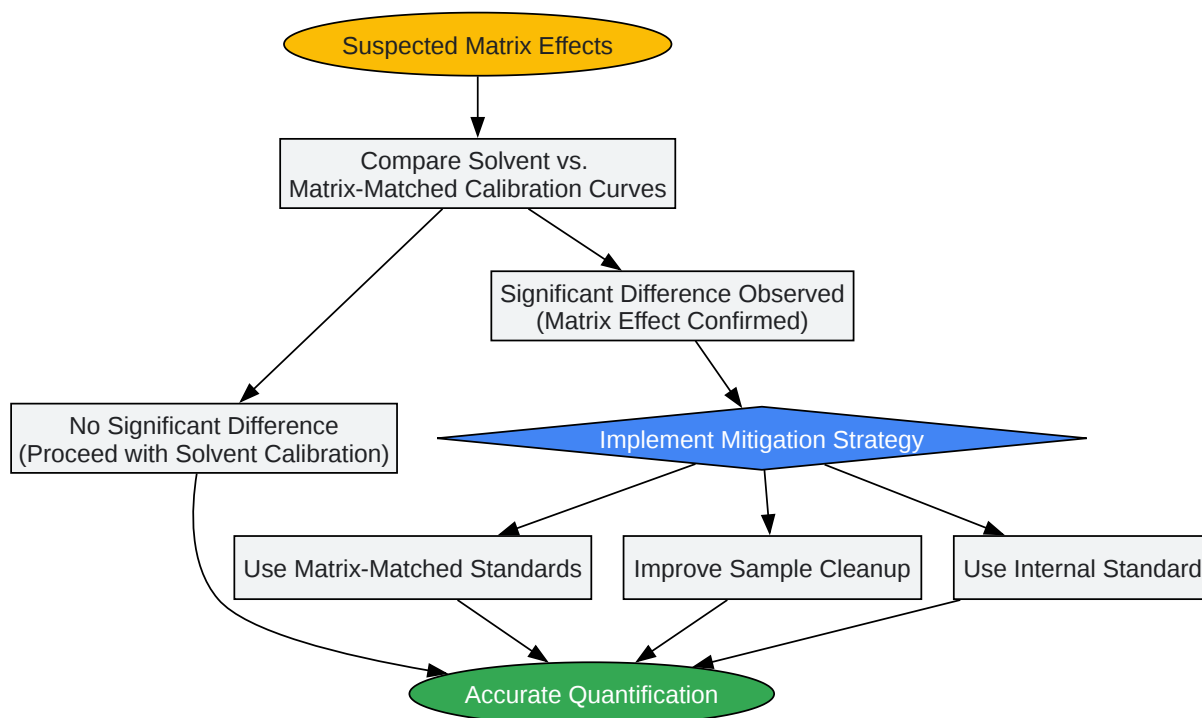 Suspected Matrix Effects
Compare Solvent vs.
Matrix-Matched Calibration Curves
Significant Difference Observed
(Matrix Effect Confirmed)
No Significant Difference
(Proceed with Solvent Calibration)
Implement Mitigation Strategy
Use Matrix-Matched Standards
Improve Sample Cleanup
Use Internal Standard
Accurate Quantification